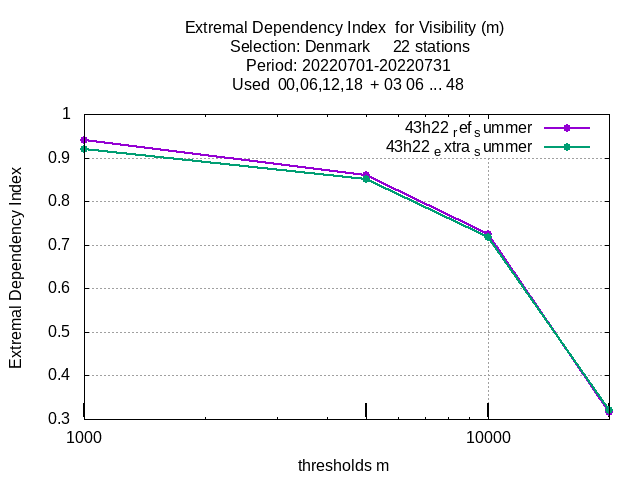 Extremal Dependency Index  for Visibility (m)
Selection: Denmark     22 stations
Period: 20220701-20220731
Used  00,06,12,18  + 03 06 ... 48
43h22 ref summer
43h22 extra summer
Extremal Dependency Index
1
0.9
0.8
0.7
0.6
0.5
0.4
0.3
1000
10000
thresholds m